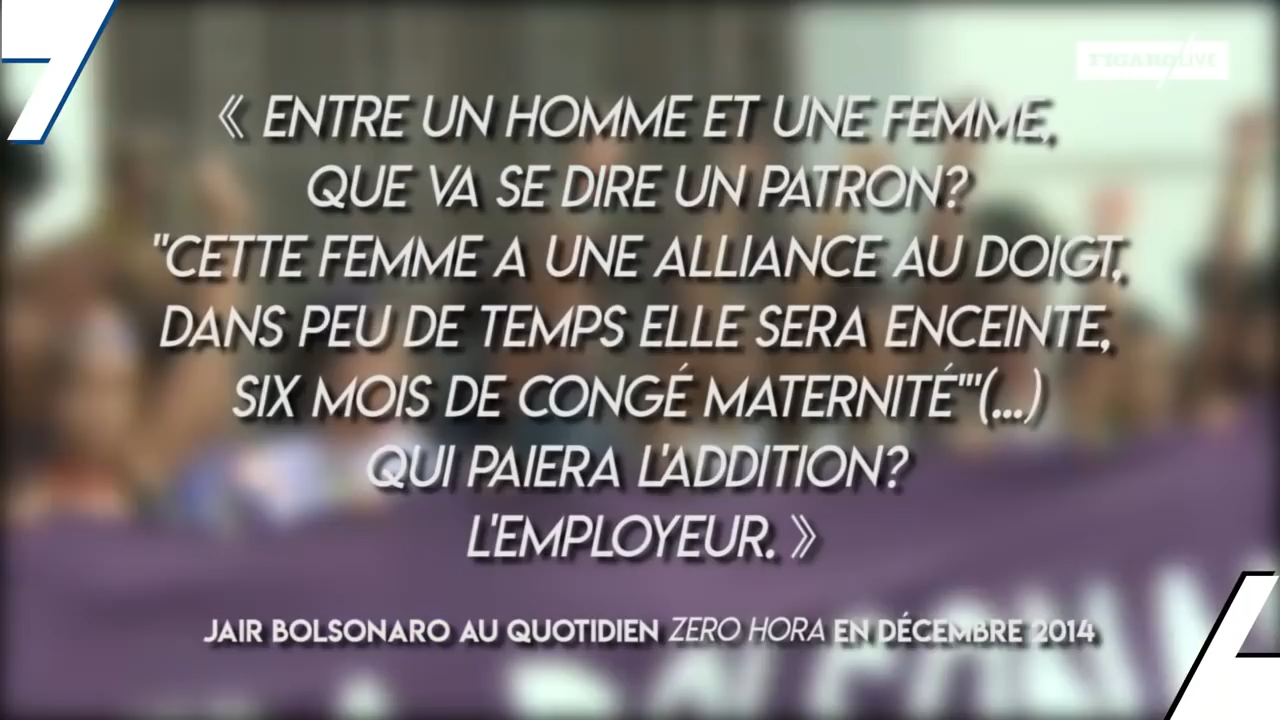 FIGARO LIVE
« ENTRE UN HOMME ET UNE FEMME,
QUE VA SE DIRE UN PATRON?
"CETTE FEMME A UNE ALLIANCE AU DOIGT,
DANS PEU DE TEMPS ELLE SERA ENCEINTE,
SIX MOIS DE CONGÉ MATERNITÉ"'(...)
QUI PAIERA L'ADDITION?
L'EMPLOYEUR. »
JAIR BOLSONARO AU QUOTIDIEN ZERO HORA EN DÉCEMBRE 2014